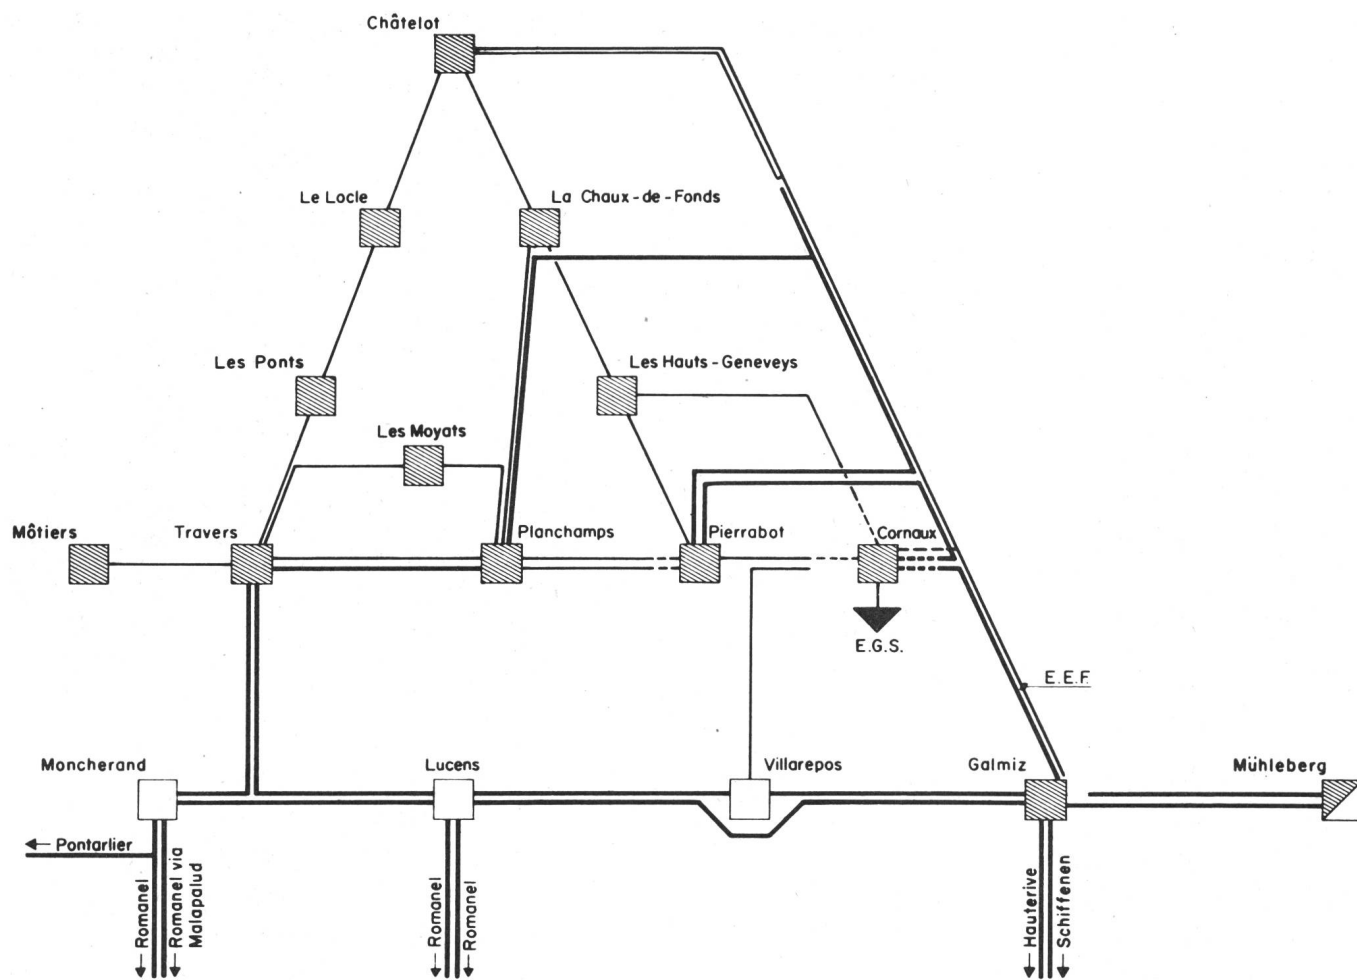 Châtelot
Le Locle
La Chaux-de-Fonds
Les Ponts
Les Hauts-Geneveys
Les Moyats
Môtiers
Travers
Planchamps
Pierrabot
Cornaux
E.G.S.
E.E.F.
Moncherand
Lucens
Villarepos
Galmiz
Mühleberg
Pontarlier
Romanel
Romanel via
Malapalud
Romanel
Romanel
Hauterive
Schiffenen